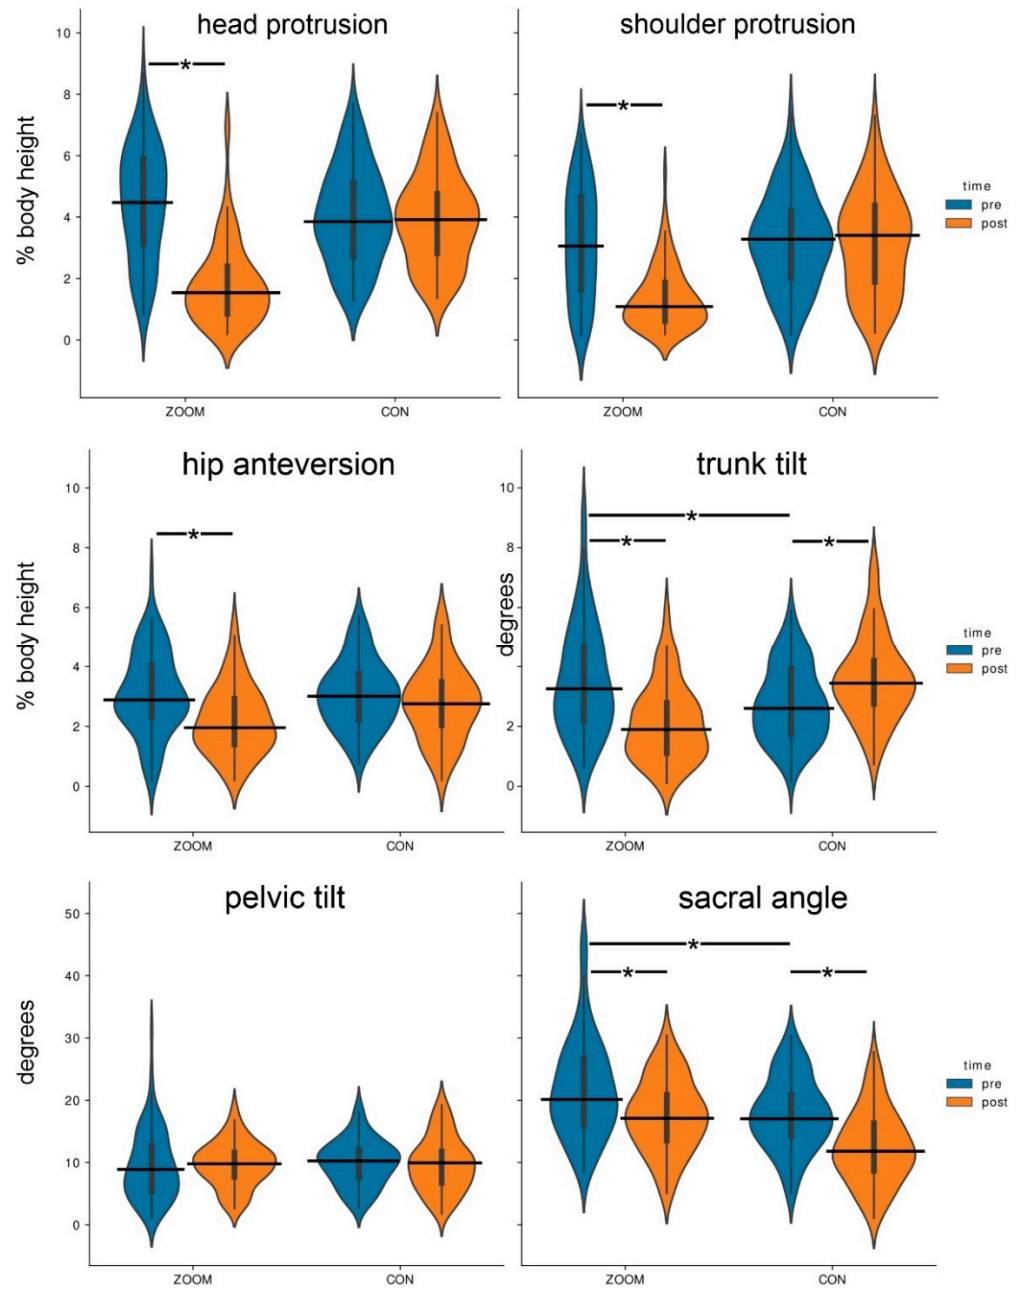 head protrusion
shoulder protrusion
% body height
10
8
6
4
2
0
*
*
time
pre
post
ZOOM
CON
ZOOM
CON
hip anteversion
trunk tilt
% body height
10
8
6
4
2
0
*
degrees
10
8
6
4
2
0
*
*
*
time
pre
post
ZOOM
CON
ZOOM
CON
pelvic tilt
sacral angle
degrees
50
40
30
20
10
0
*
*
*
time
pre
post
ZOOM
CON
ZOOM
CON